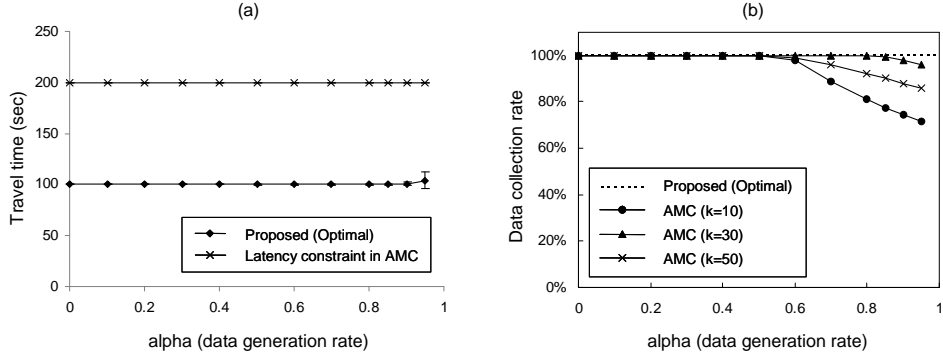 (a)
250
200
150
100
50
0
Travel time (sec)
Proposed (Optimal)
Latency constraint in AMC
0 0.2 0.4 0.6 0.8 1
alpha (data generation rate)
(b)
100%
80%
60%
40%
20%
0%
Data collection rate
Proposed (Optimal)
AMC (k=10)
AMC (k=30)
AMC (k=50)
0 0.2 0.4 0.6 0.8 1
alpha (data generation rate)